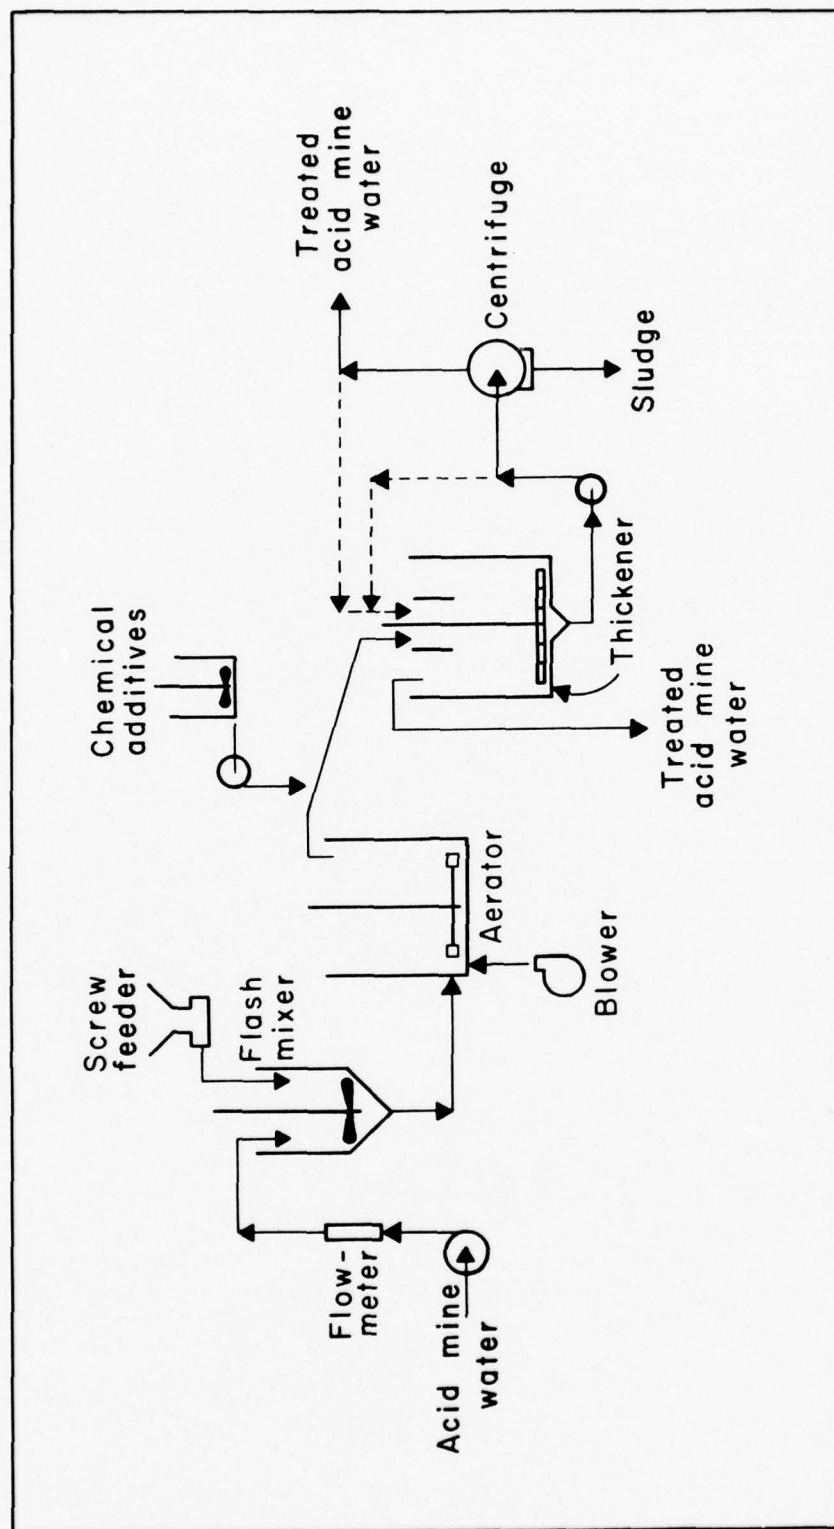 Acid mine
water
Flow-
meter
Screw
feeder
Flash
mixer
Blower
Aerator
Chemical
additives
Treated
acid mine
water
Thickener
Treated
acid mine
water
Centrifuge
Sludge